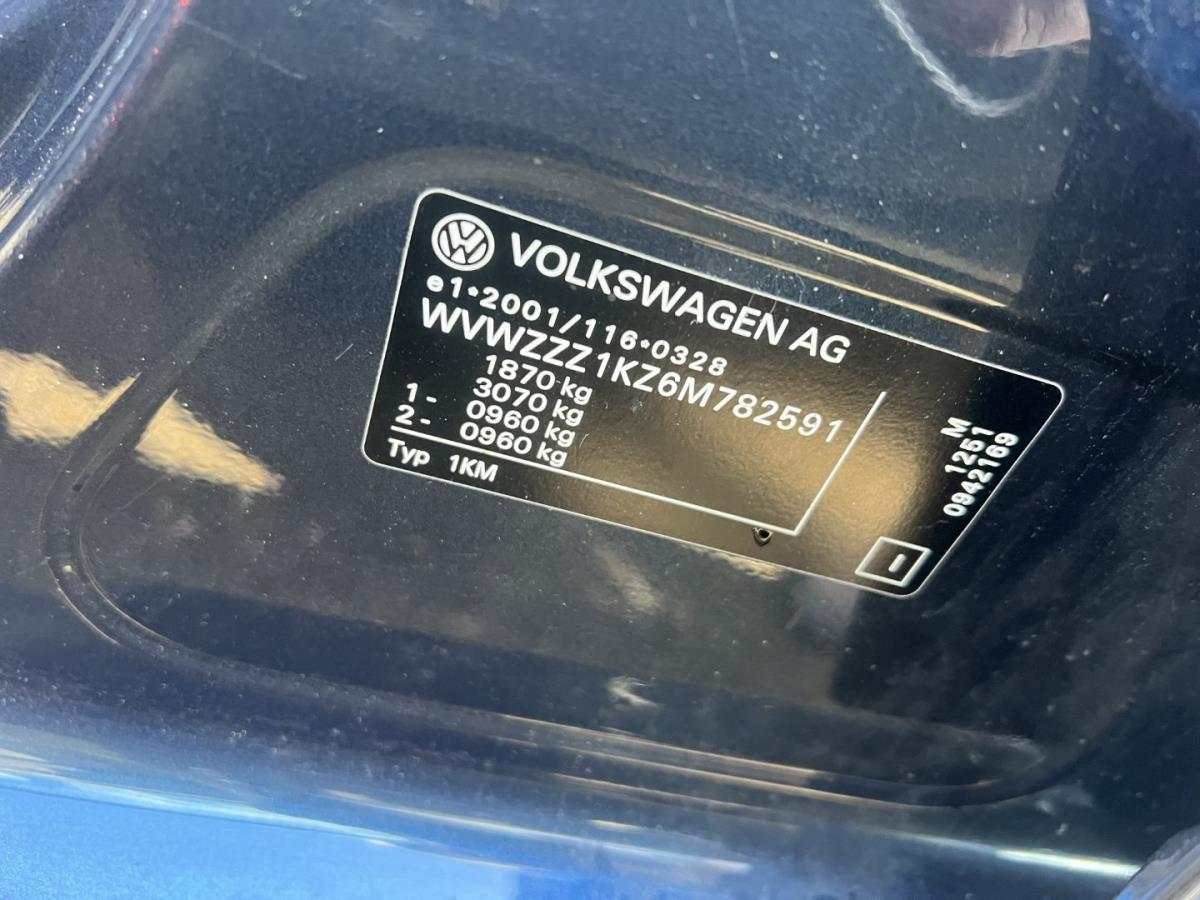 VOLKSWAGEN AG
e1*2001/116*0328
WVWZZZ1KZ6M782591
1870 kg
3070 kg
1- 0960 kg
2- 0960 kg
Typ 1KM
M
1251
0942169